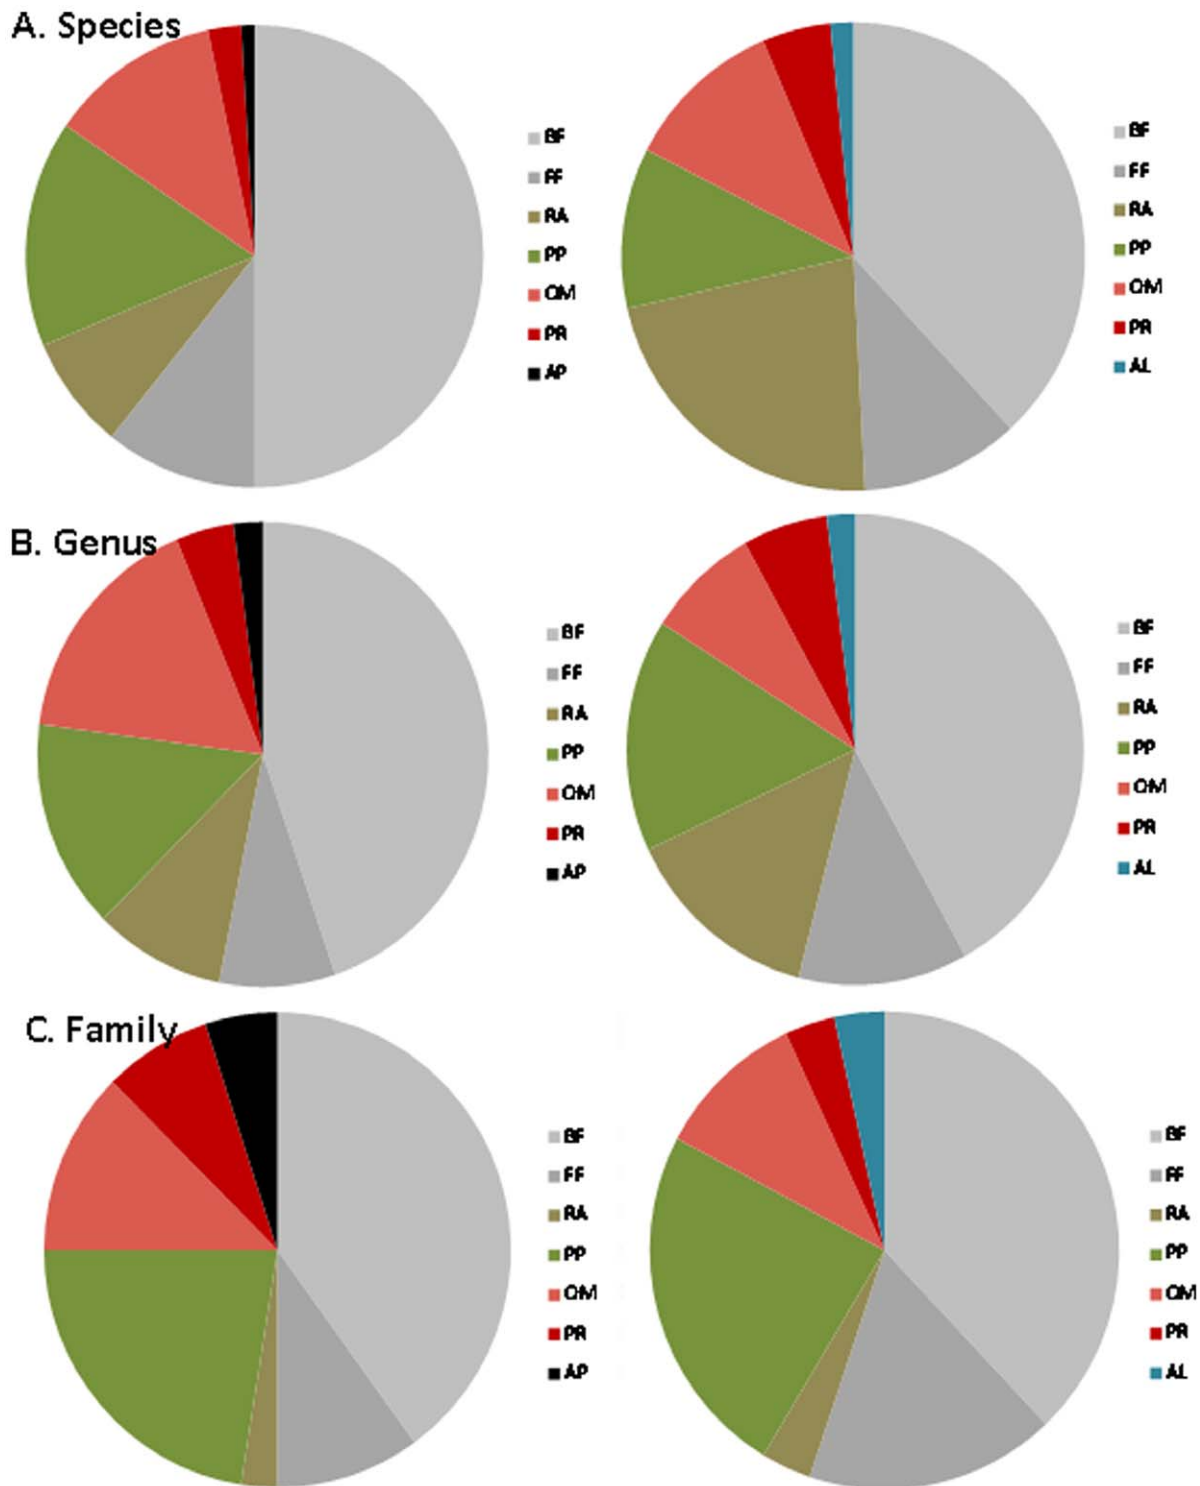 A. Species
BF
FF
RA
PP
OM
PR
AP
BF
FF
RA
PP
OM
PR
AL
B. Genus
BF
FF
RA
PP
OM
PR
AP
BF
FF
RA
PP
OM
PR
AL
C. Family
BF
FF
RA
PP
OM
PR
AP
BF
FF
RA
PP
OM
PR
AL